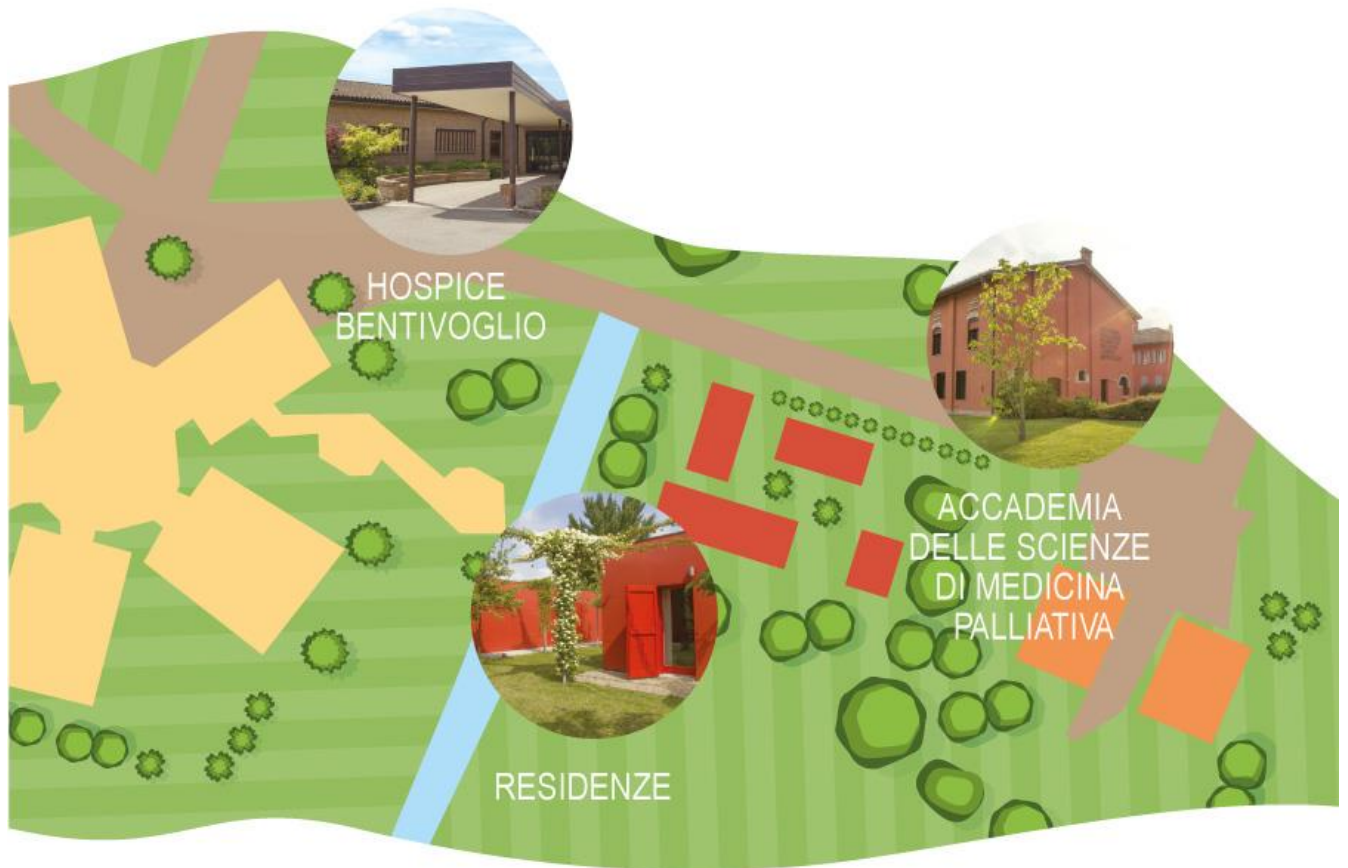 HOSPICE
BENTIVOGLIO
ACCADEMIA
DELLE SCIENZE
DI MEDICINA
PALLIATIVA
RESIDENZE